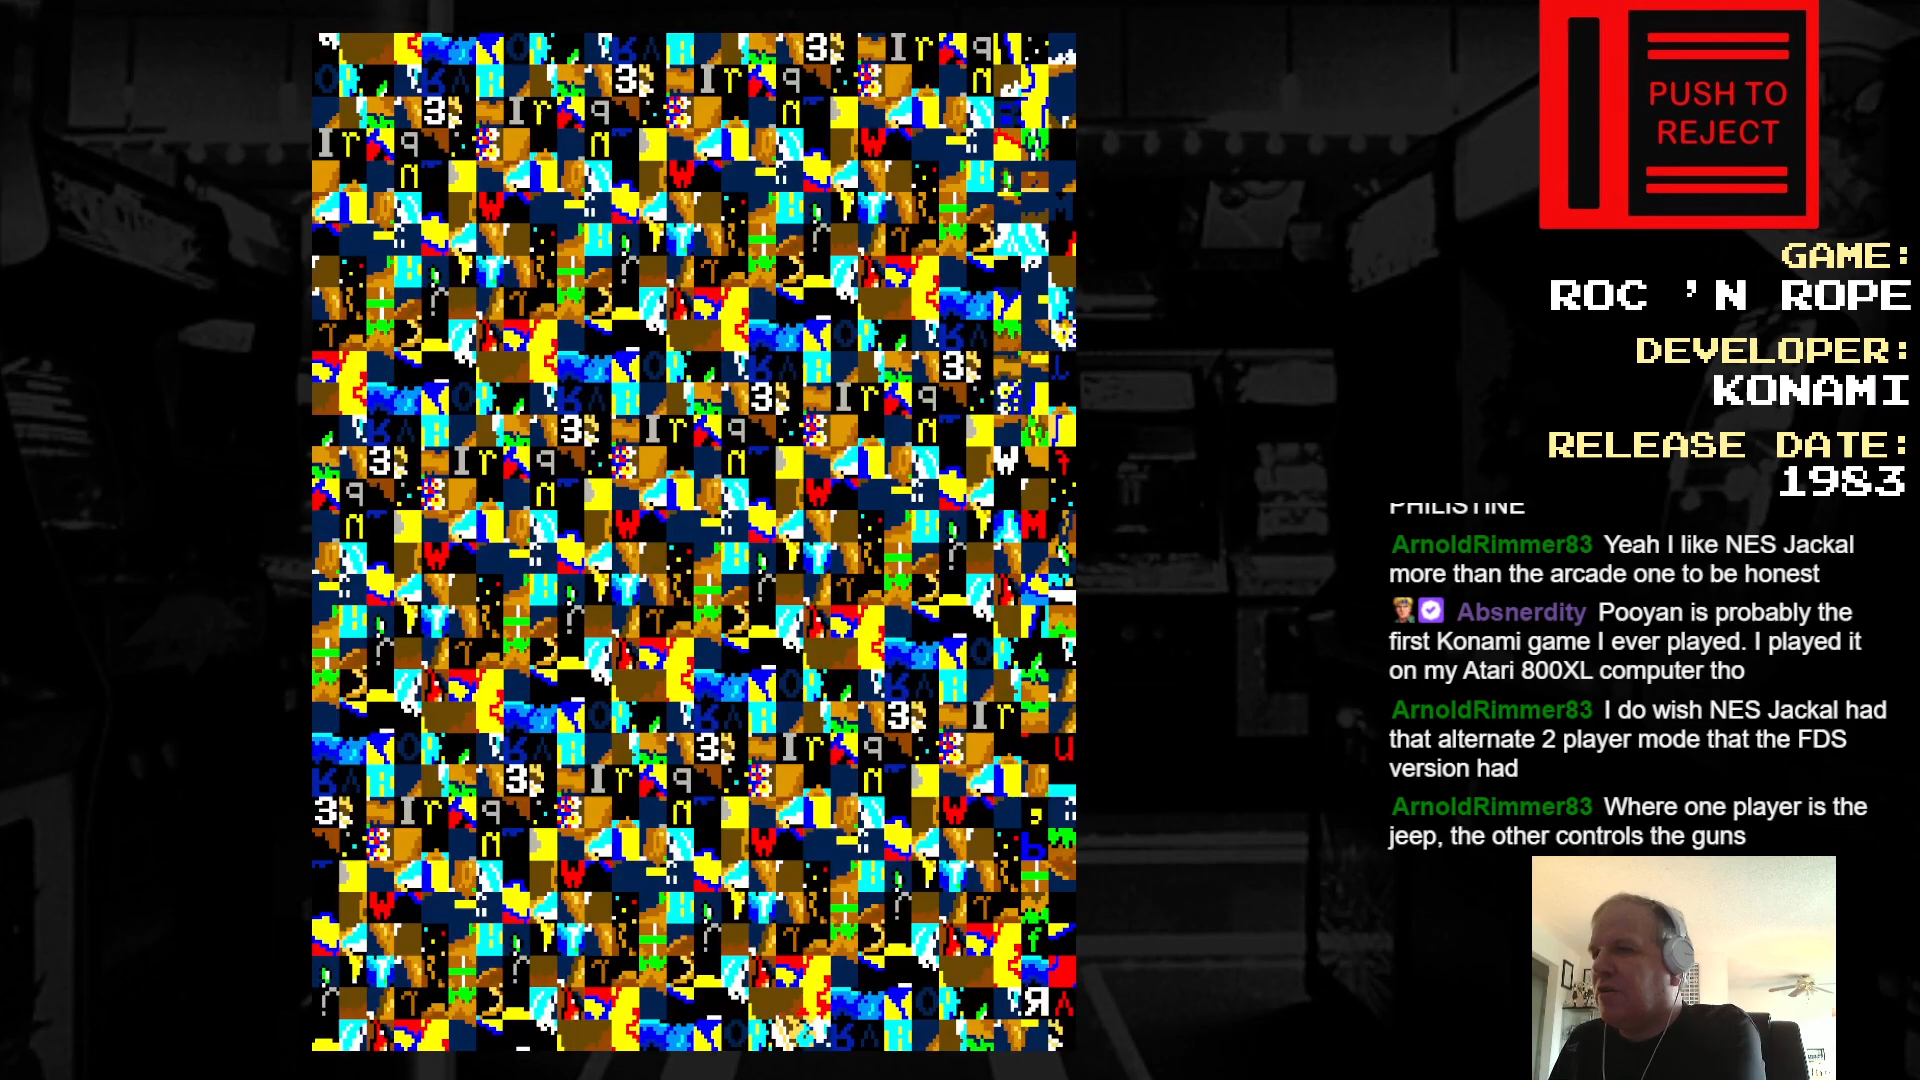 PUSH TO
REJECT
GAME:
ROC 'N ROPE
DEVELOPER:
KONAMI
RELEASE DATE:
1983
PHILISTINE
ArnoldRimmer83 Yeah I like NES Jackal
more than the arcade one to be honest
Absnerdity Pooyan is probably the
first Konami game I ever played. I played it
on my Atari 800XL computer tho
ArnoldRimmer83 I do wish NES Jackal had
that alternate 2 player mode that the FDS
version had
ArnoldRimmer83 Where one player is the
jeep, the other controls the guns